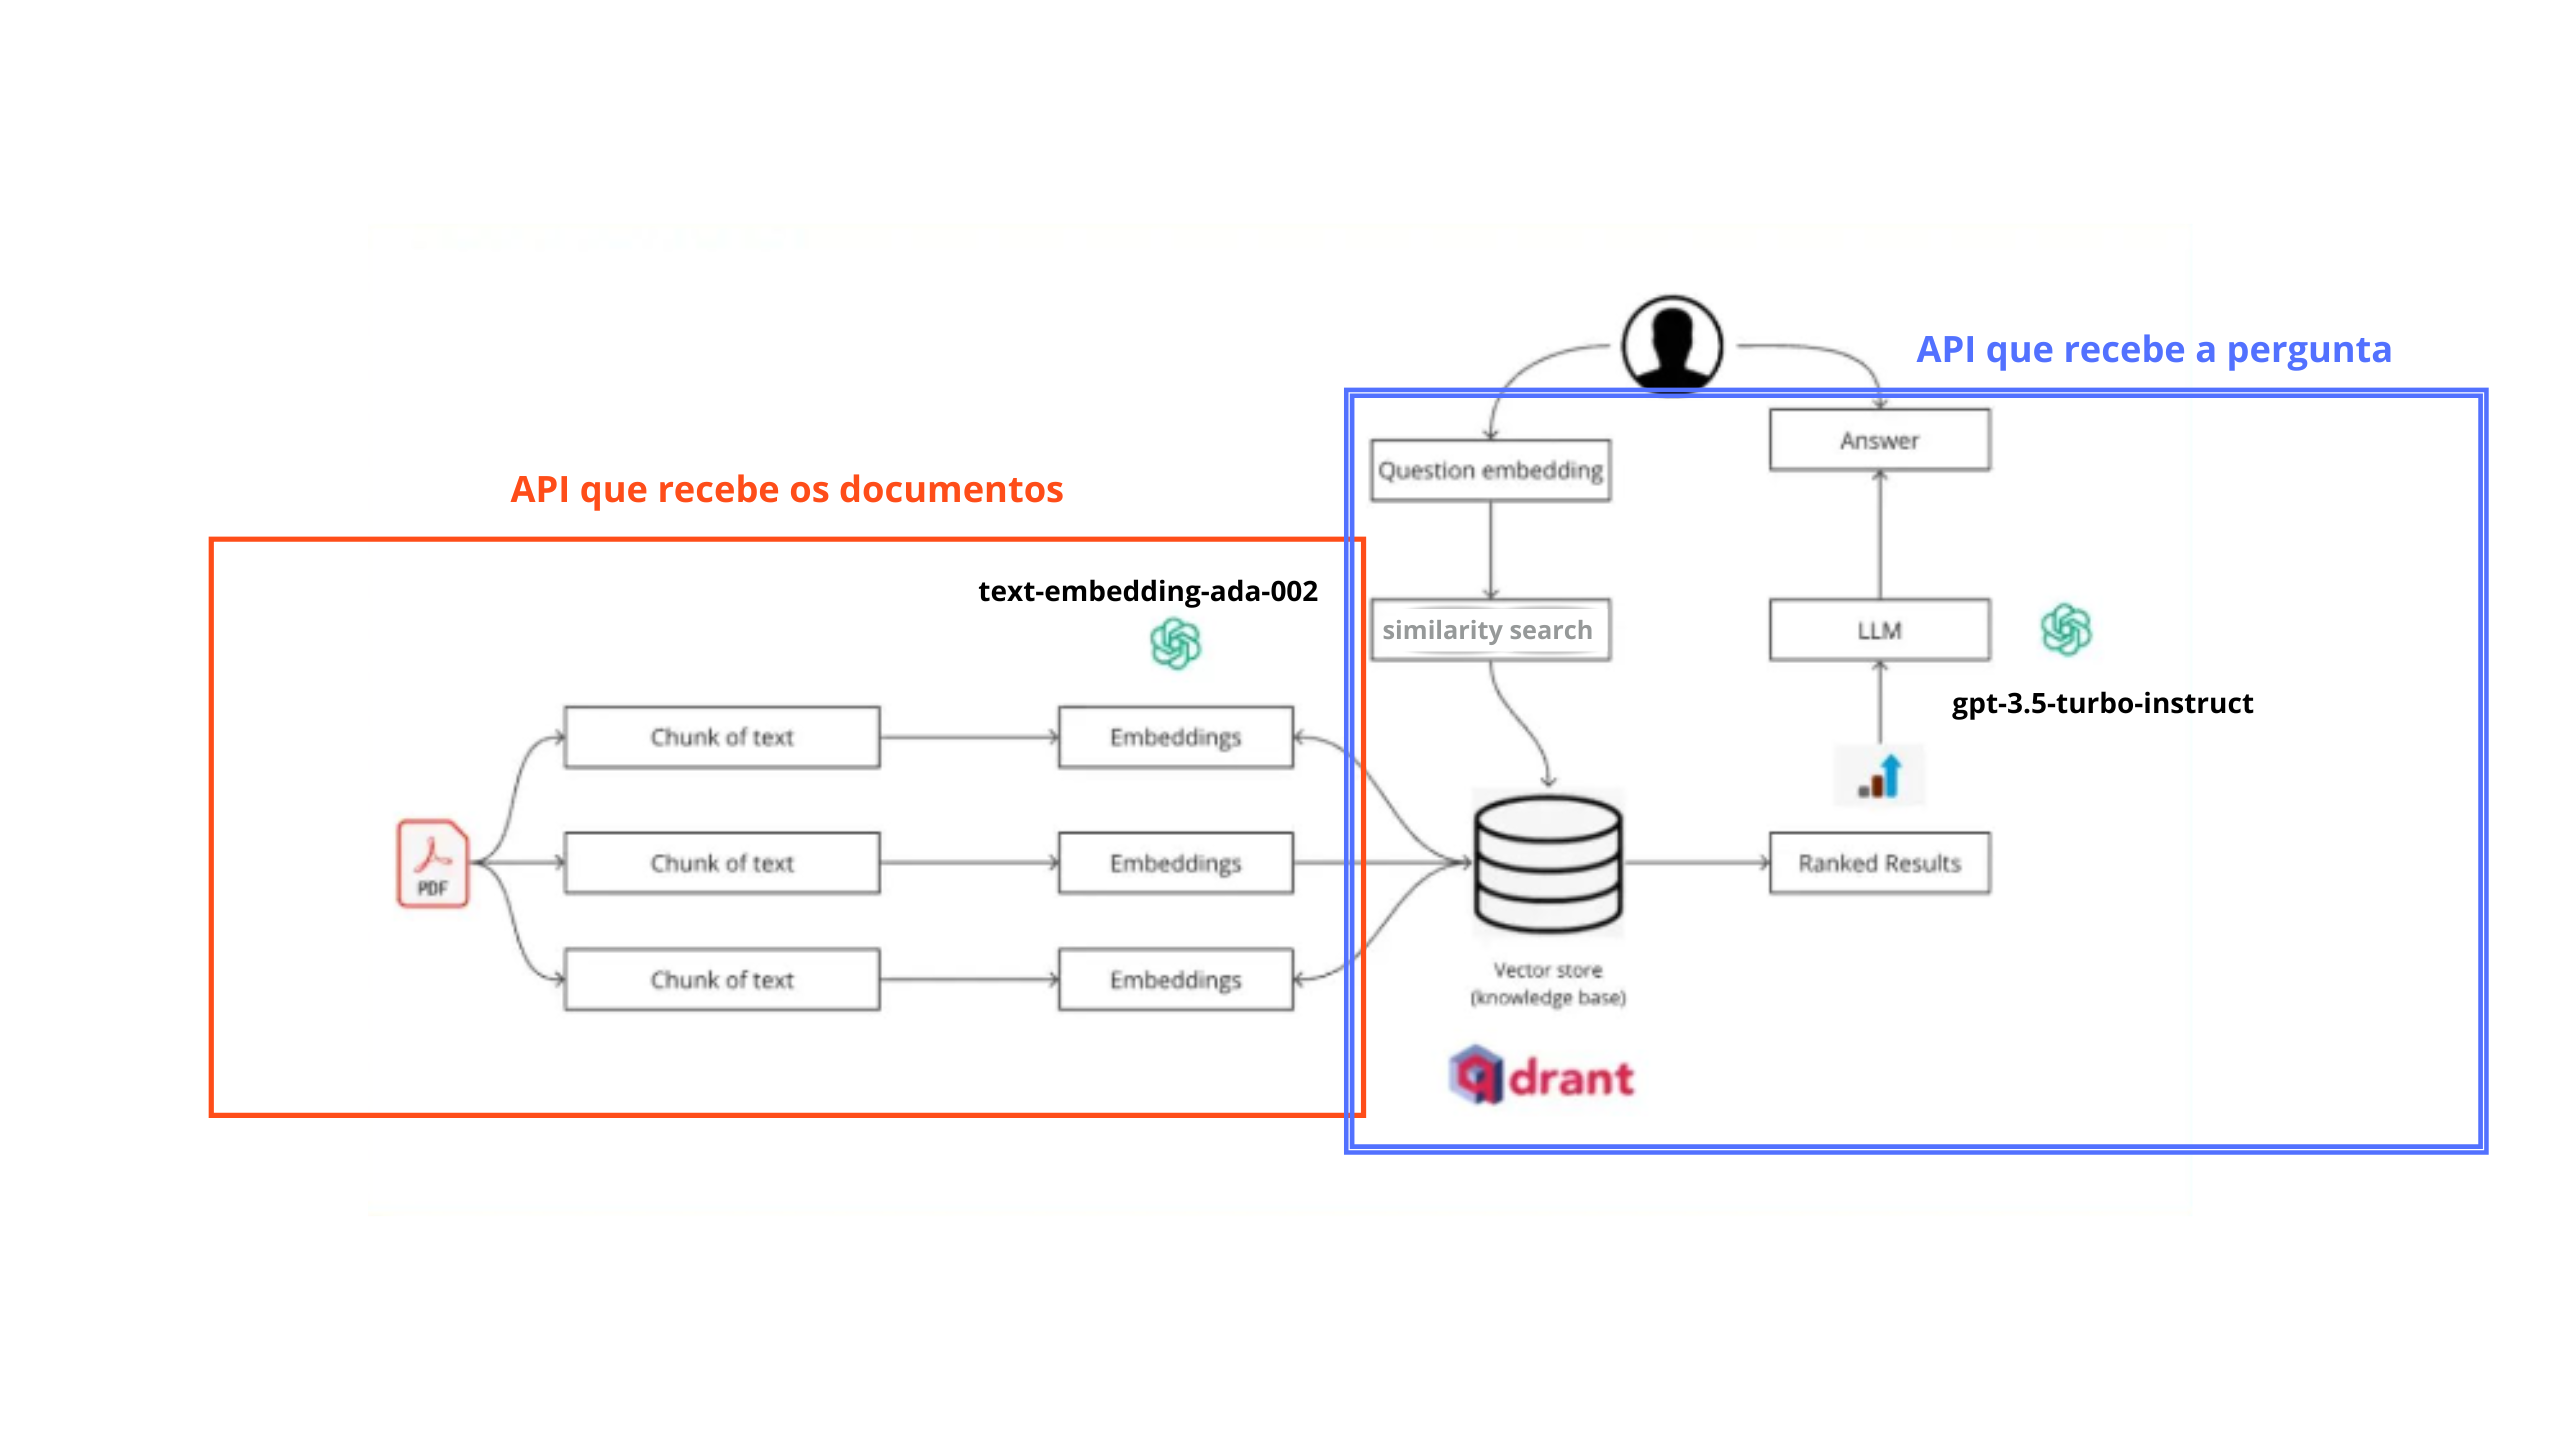 API que recebe a pergunta
Answer
Question embedding
API que recebe os documentos
text-embedding-ada-002
similarity search
LLM
gpt-3.5-turbo-instruct
Chunk of text
Embeddings
PDF
Chunk of text
Embeddings
Ranked Results
Chunk of text
Embeddings
Vector store
(knowledge base)
qdrant